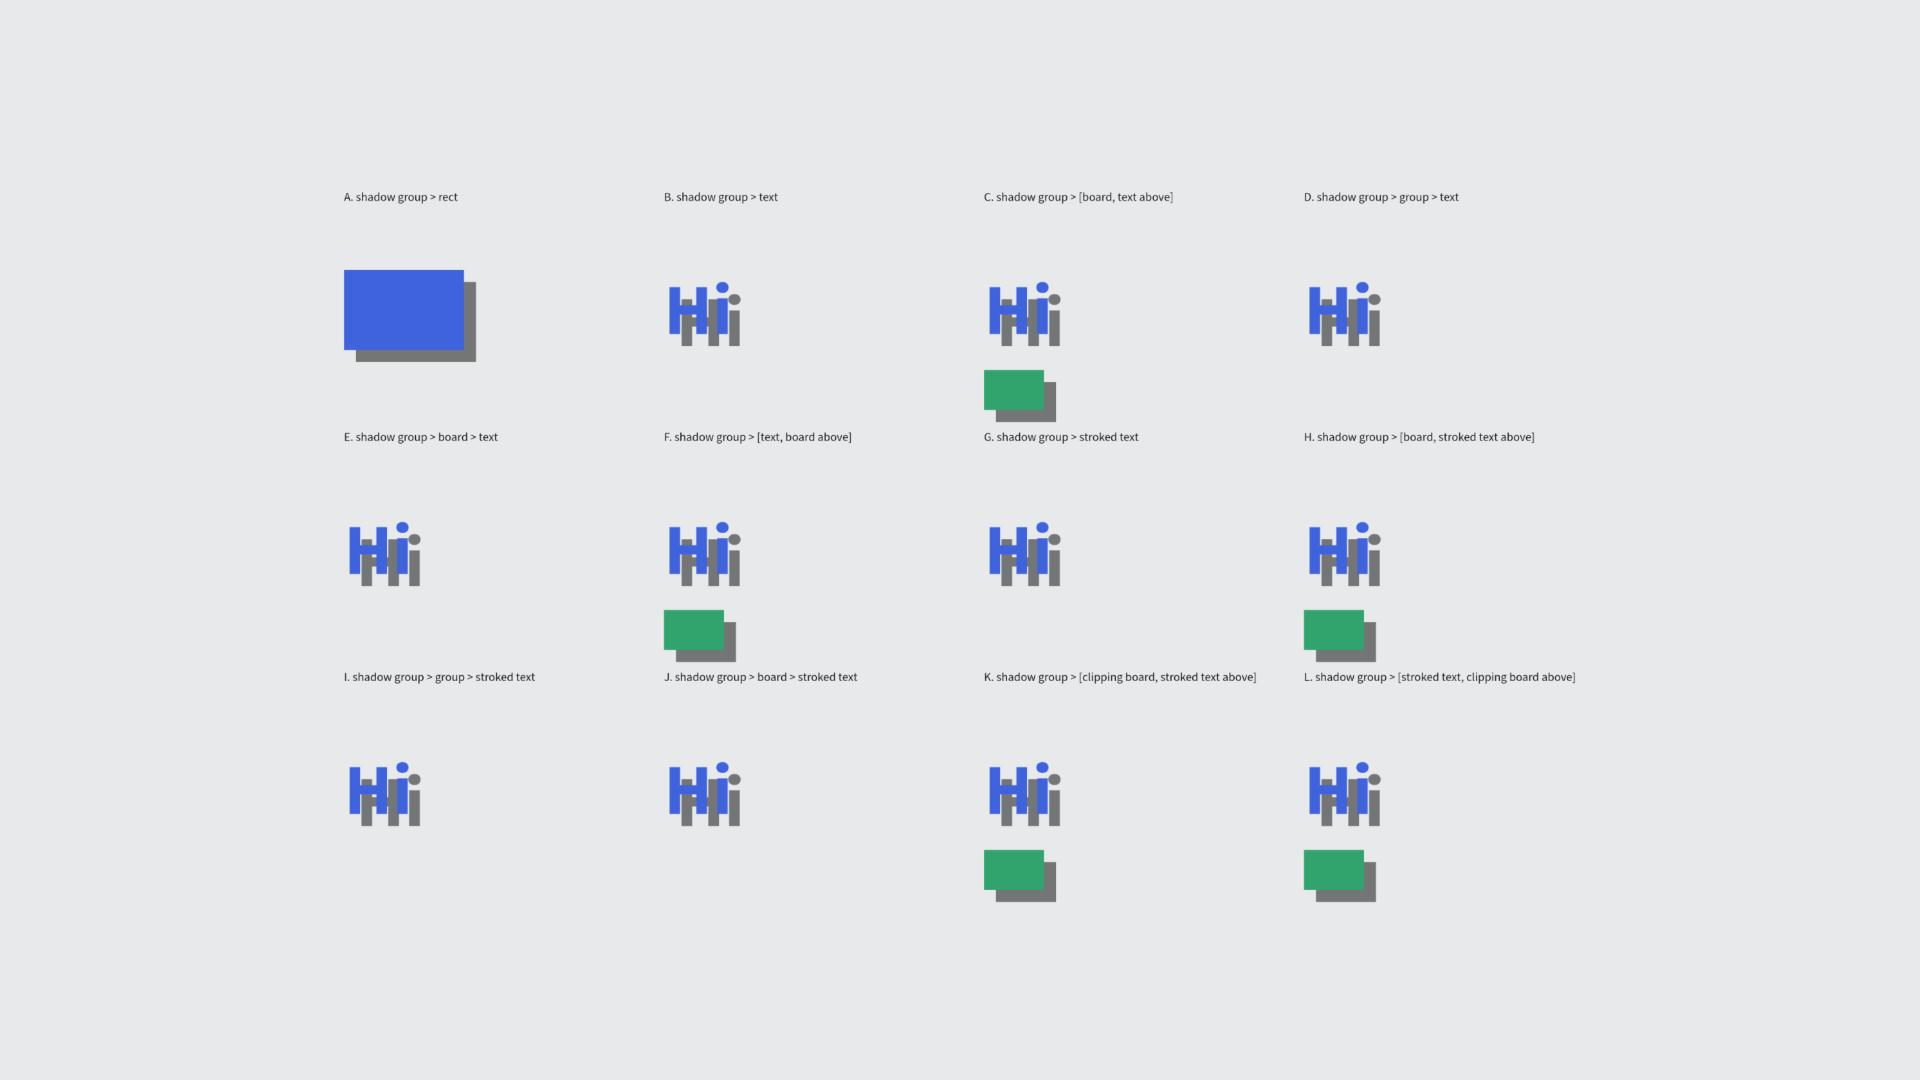 A. shadow group > rect
B. shadow group > text
C. shadow group > [board, text above]
D. shadow group > group > text
Hi
Hi
Hi
E. shadow group > board > text
F. shadow group > [text, board above]
G. shadow group > stroked text
H. shadow group > [board, stroked text above]
Hi
Hi
Hi
Hi
I. shadow group > group > stroked text
J. shadow group > board > stroked text
K. shadow group > [clipping board, stroked text above]
L. shadow group > [stroked text, clipping board above]
Hi
Hi
Hi
Hi